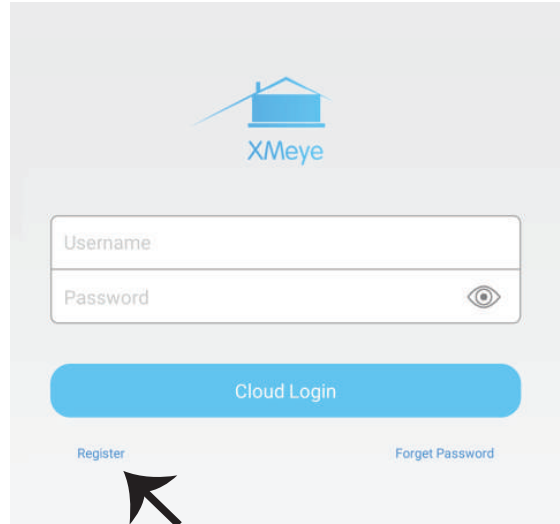 XMeye
Username
Password
Cloud Login
Register
Forget Password